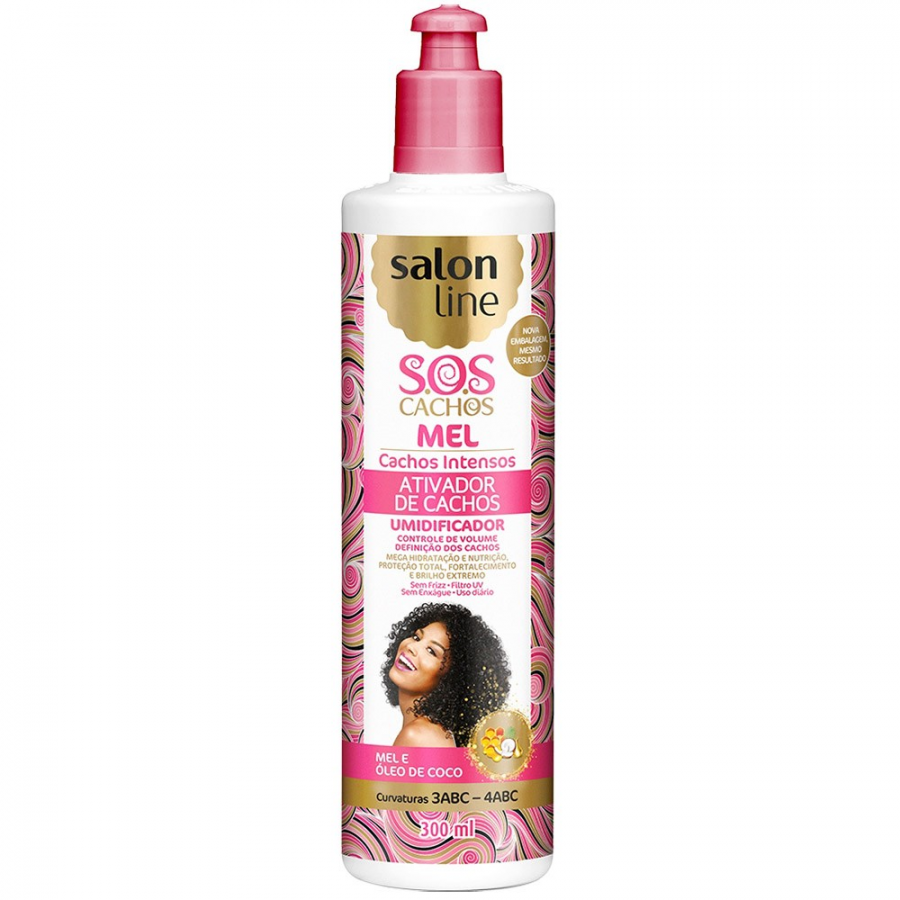 salon
line
NOVA
EMBALAGEM,
MESMO
RESULTADO
S.O.S
CACHOS
MEL
Cachos Intensos
ATIVADOR
DE CACHOS
UMIDIFICADOR
CONTROLE DE VOLUME
DEFINIÇÃO DOS CACHOS
MEGA HIDRATAÇÃO E NUTRIÇÃO,
PROTEÇÃO TOTAL, FORTALECIMENTO
E BRILHO EXTREMO
Sem Frizz • Filtro UV
Sem Enxágue • Uso diário
MEL E
ÓLEO DE COCO
Curvaturas 3ABC – 4ABC
300 ml